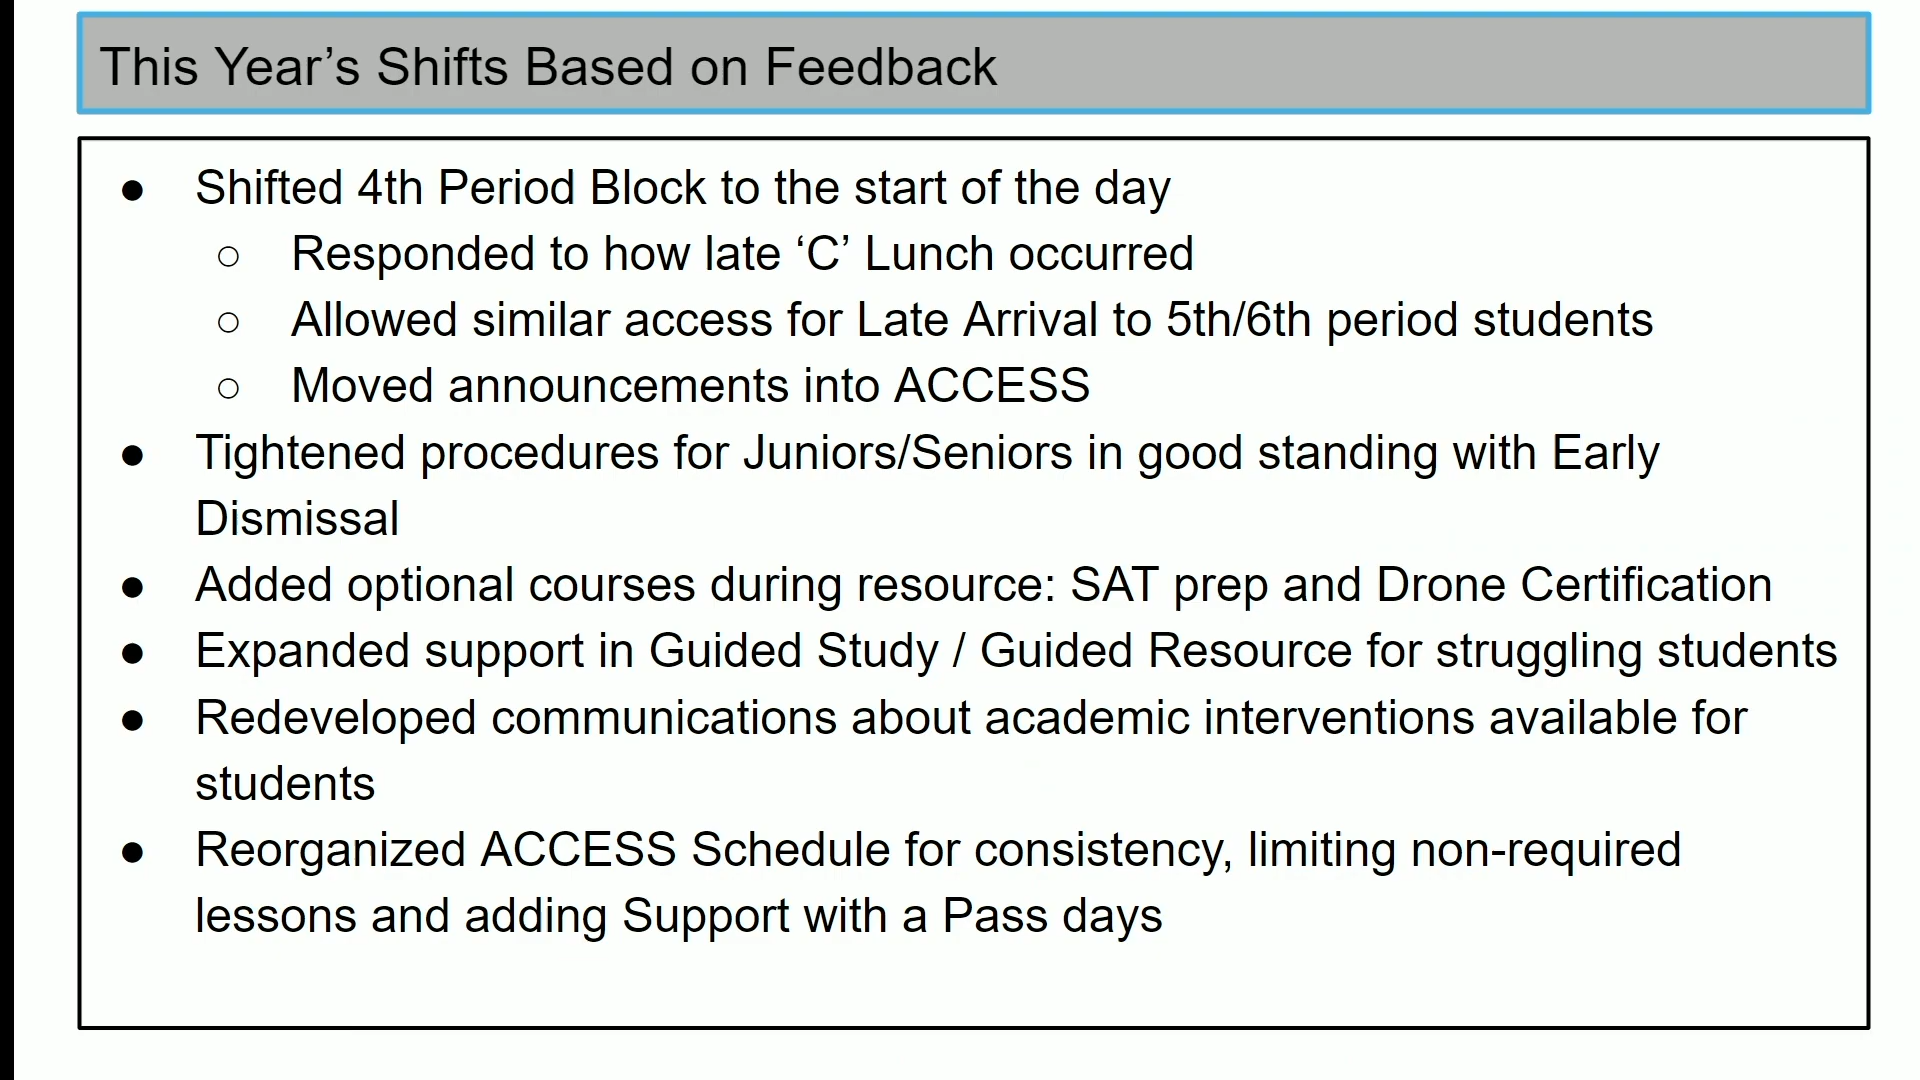 This Year’s Shifts Based on Feedback
● Shifted 4th Period Block to the start of the day
○ Responded to how late ‘C’ Lunch occurred
○ Allowed similar access for Late Arrival to 5th/6th period students
○ Moved announcements into ACCESS
● Tightened procedures for Juniors/Seniors in good standing with Early
Dismissal
● Added optional courses during resource: SAT prep and Drone Certification
● Expanded support in Guided Study / Guided Resource for struggling students
● Redeveloped communications about academic interventions available for
students
● Reorganized ACCESS Schedule for consistency, limiting non-required
lessons and adding Support with a Pass days